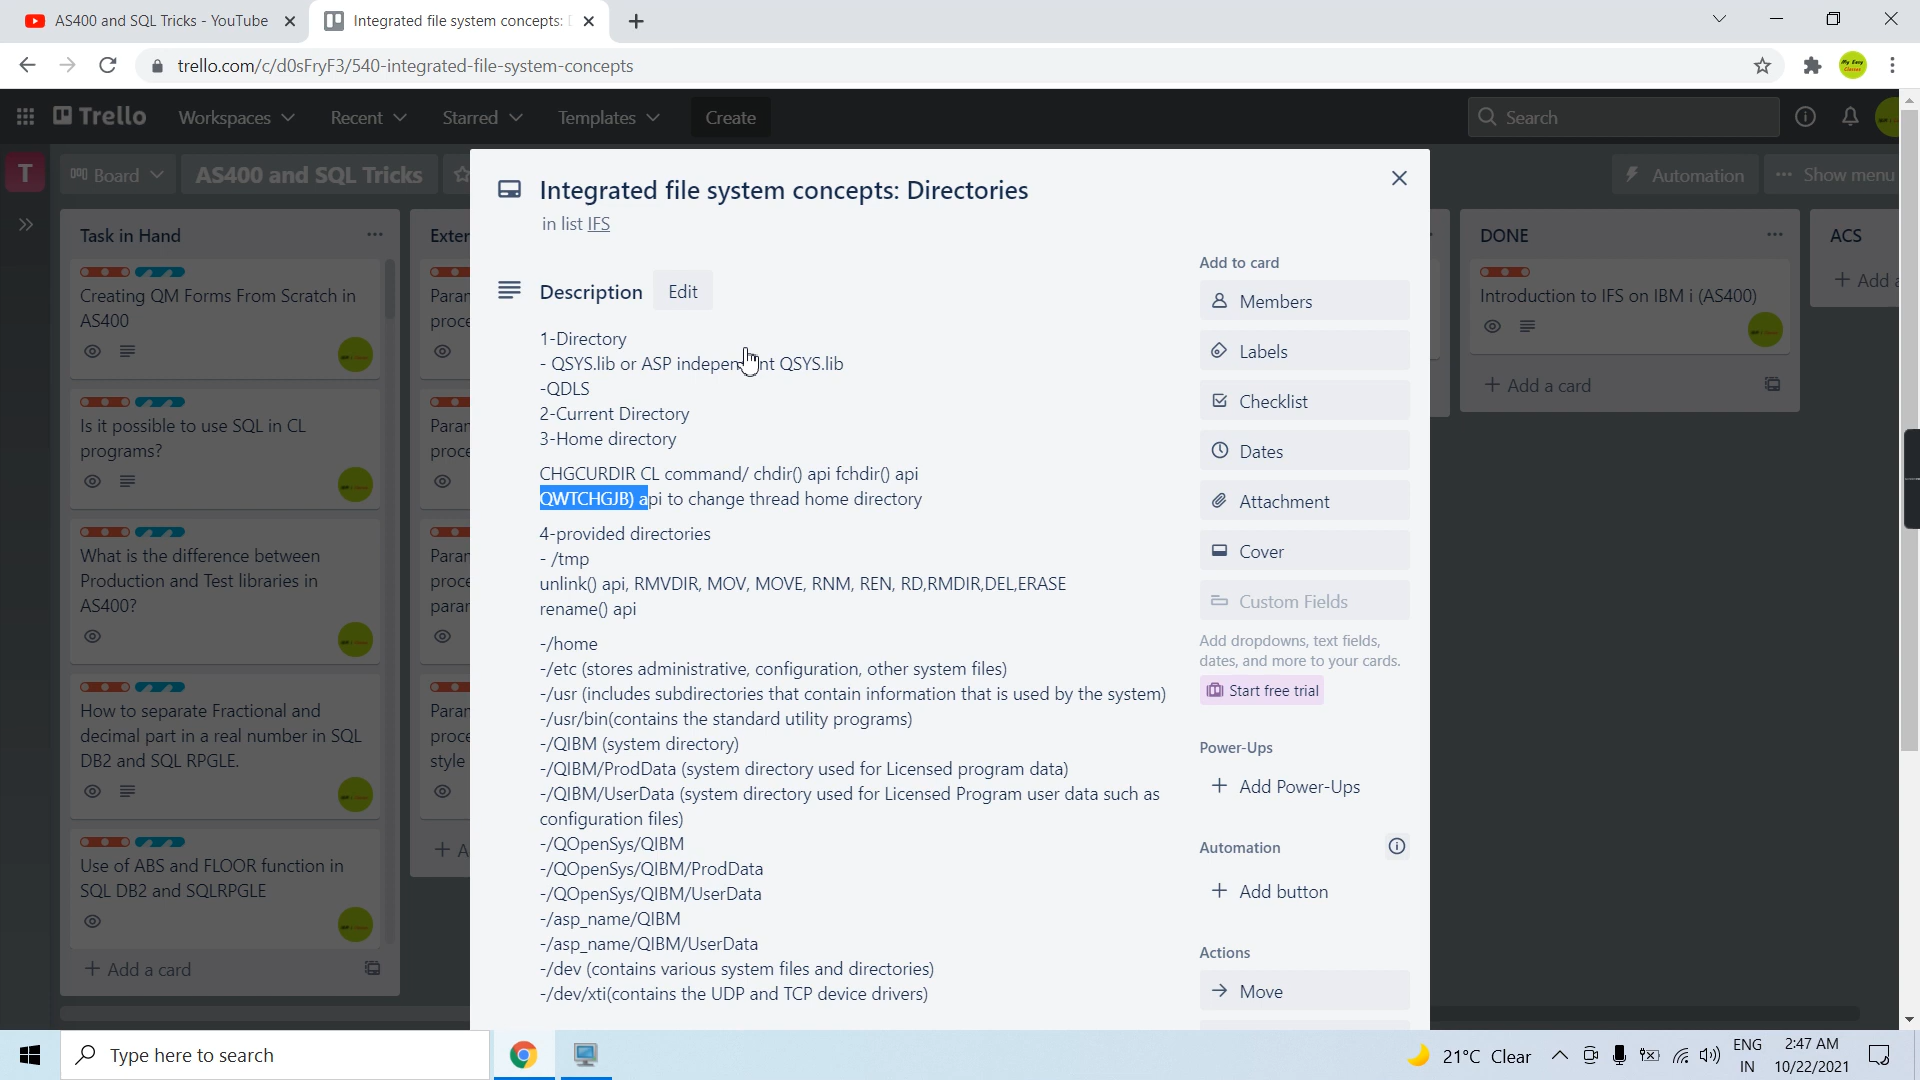 AS400 and SQL Tricks - YouTube
Integrated file system concepts:
trello.com/c/d0sFryF3/540-integrated-file-system-concepts
Trello
Workspaces
Recent
Starred
Templates
Create
Search
T
Board
AS400 and SQL Tricks
Automation
Show menu
Task in Hand
Creating QM Forms From Scratch in
AS400
Is it possible to use SQL in CL
programs?
What is the difference between
Production and Test libraries in
AS400?
How to separate Fractional and
decimal part in a real number in SQL
DB2 and SQL RPGLE.
Use of ABS and FLOOR function in
SQL DB2 and SQLRPGLE
+ Add a card
Exter
Paran
proce
Paran
proce
Paran
proce
paran
Paran
proce
style
+ A
Integrated file system concepts: Directories
in list IFS
Description
Edit
1-Directory
- QSYS.lib or ASP independent QSYS.lib
-QDLS
2-Current Directory
3-Home directory
CHGCURDIR CL command/ chdir() api fchdir() api
QWTCHGJB) api to change thread home directory
4-provided directories
- /tmp
unlink() api, RMVDIR, MOV, MOVE, RNM, REN, RD,RMDIR,DEL,ERASE
rename() api
-/home
-/etc (stores administrative, configuration, other system files)
-/usr (includes subdirectories that contain information that is used by the system)
-/usr/bin(contains the standard utility programs)
-/QIBM (system directory)
-/QIBM/ProdData (system directory used for Licensed program data)
-/QIBM/UserData (system directory used for Licensed Program user data such as
configuration files)
-/QOpenSys/QIBM
-/QOpenSys/QIBM/ProdData
-/QOpenSys/QIBM/UserData
-/asp_name/QIBM
-/asp_name/QIBM/UserData
-/dev (contains various system files and directories)
-/dev/xti(contains the UDP and TCP device drivers)
Add to card
Members
Labels
Checklist
Dates
Attachment
Cover
Custom Fields
Add dropdowns, text fields,
dates, and more to your cards.
Start free trial
Power-Ups
+ Add Power-Ups
Automation
+ Add button
Actions
Move
DONE
Introduction to IFS on IBM i (AS400)
+ Add a card
ACS
+ Add a
Type here to search
21°C Clear
ENG
IN
2:47 AM
10/22/2021